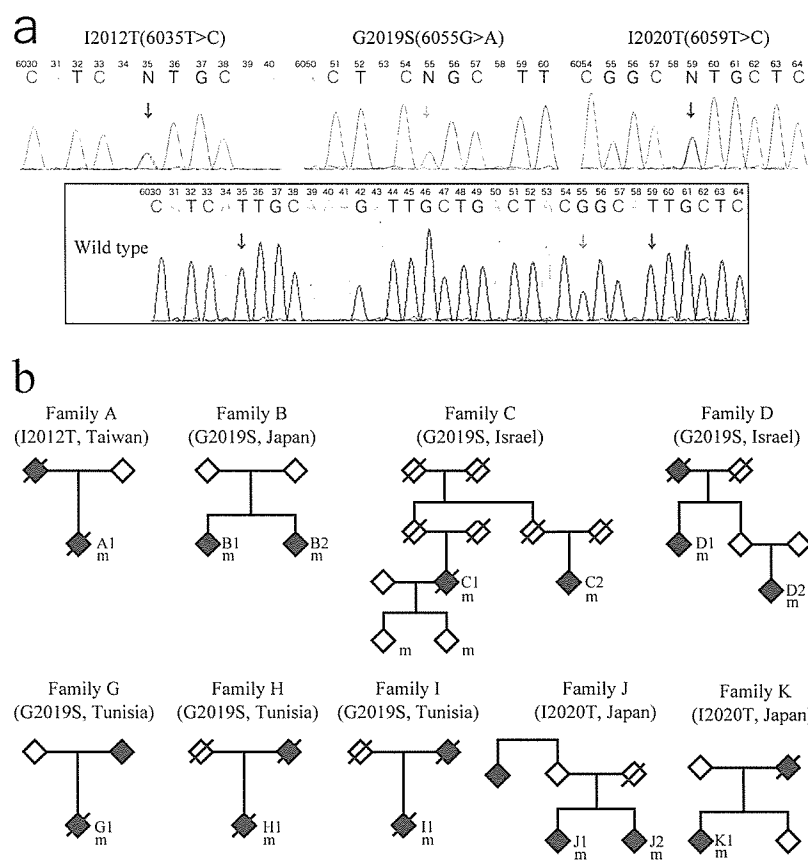 a
I2012T(6035T>C) G2019S(6055G>A) I2020T(6059T>C)
6030 31 32 33 34 35 36 37 38 39 40 6050 51 52 53 54 55 56 57 58 59 60 6054 55 56 57 58 59 60 61 62 63 64
C T C N T G C C T C N G C T T C G G C N T G C T C
6030 31 32 33 34 35 36 37 38 39 40 41 42 43 44 45 46 47 48 49 50 51 52 53 54 55 56 57 58 59 60 61 62 63 64
C T C T T G C G T T G C T G C T C G G C T T G C T C
Wild type
b
Family A Family B Family C Family D
(I2012T, Taiwan) (G2019S, Japan) (G2019S, Israel) (G2019S, Israel)
A1
m
B1
m
B2
m
D1
m
C1
m
C2
m
D2
m
m m
Family G Family H Family I Family J Family K
(G2019S, Tunisia) (G2019S, Tunisia) (G2019S, Tunisia) (I2020T, Japan) (I2020T, Japan)
G1
m
H1
m
I1
m
J1
m
J2
m
K1
m